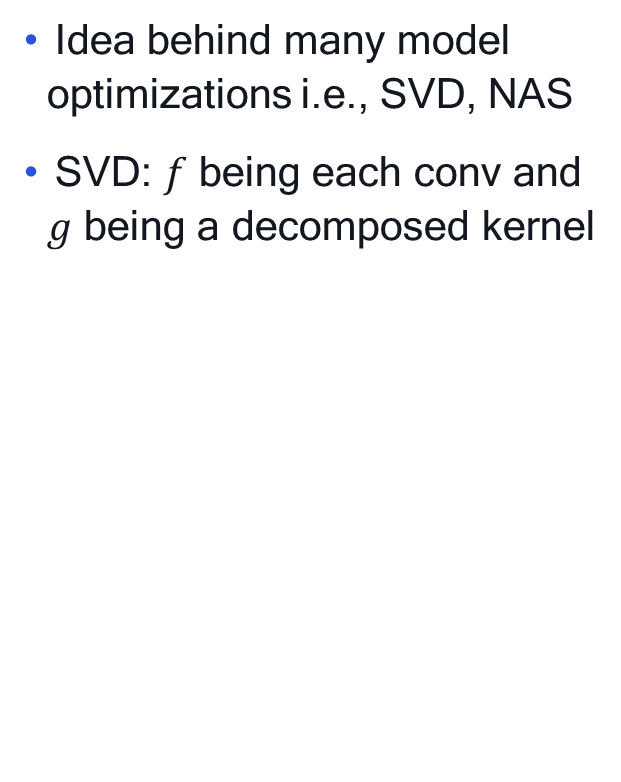 • Idea behind many model
optimizations i.e., SVD, NAS
• SVD: f being each conv and
g being a decomposed kernel